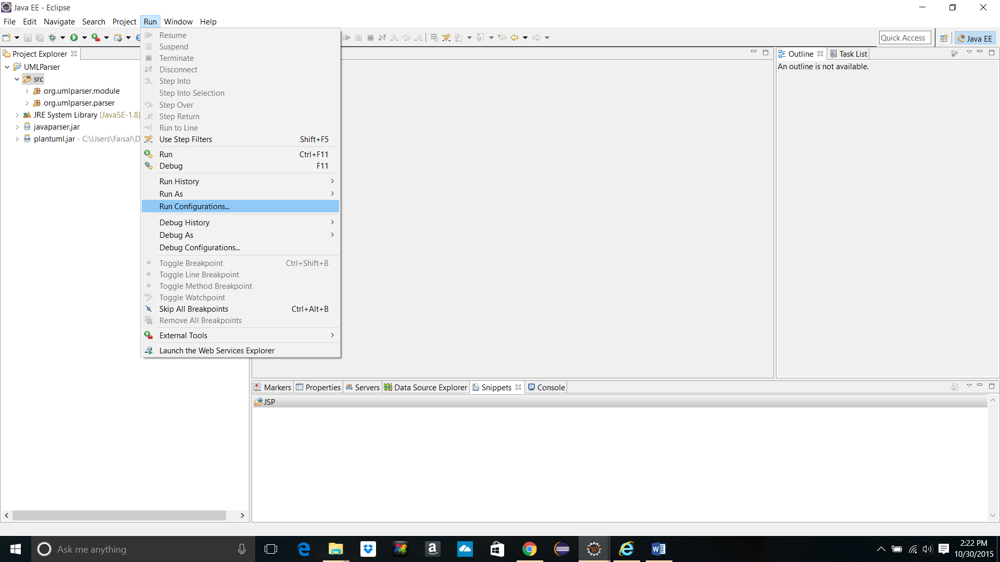 Java EE - Eclipse
File Edit Navigate Search Project Run Window Help
Quick Access
Java EE
Project Explorer
UMLParser
src
org.umlparser.module
org.umlparser.parser
JRE System Library [JavaSE-1.8]
javaparser.jar
plantuml.jar - C:\Users\Faisal\D
Resume
Suspend
Terminate
Disconnect
Step Into
Step Into Selection
Step Over
Step Return
Run to Line
Use Step Filters Shift+F5
Run Ctrl+F11
Debug F11
Run History
Run As
Run Configurations...
Debug History
Debug As
Debug Configurations...
Toggle Breakpoint Ctrl+Shift+B
Toggle Line Breakpoint
Toggle Method Breakpoint
Toggle Watchpoint
Skip All Breakpoints Ctrl+Alt+B
Remove All Breakpoints
External Tools
Launch the Web Services Explorer
Outline Task List
An outline is not available.
Markers Properties Servers Data Source Explorer Snippets Console
JSP
Ask me anything
2:22 PM
10/30/2015